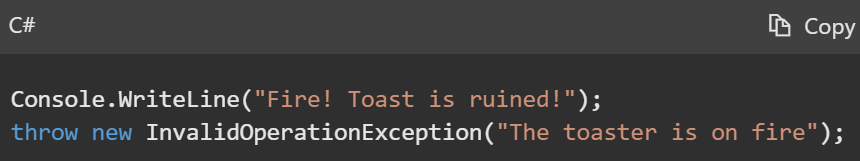 C#
Copy
Console.WriteLine("Fire! Toast is ruined!");
throw new InvalidOperationException("The toaster is on fire");